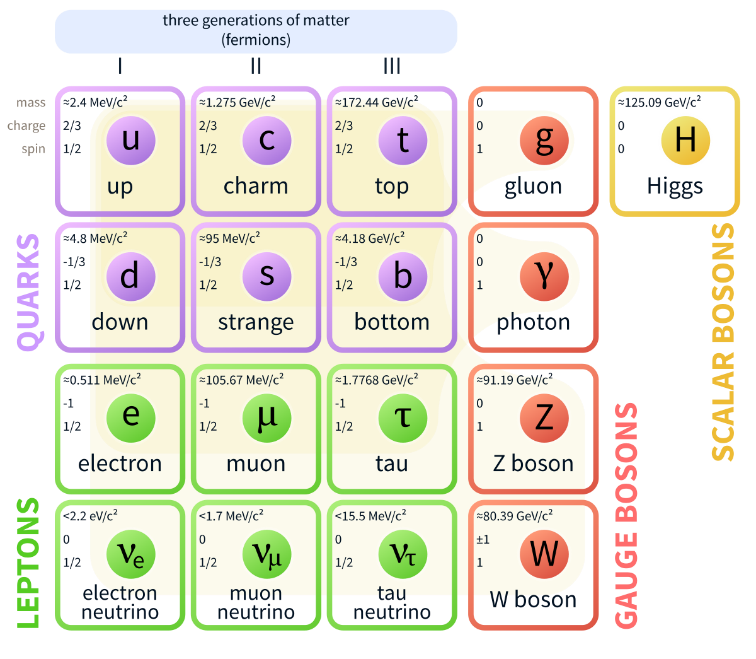 three generations of matter
(fermions)
I II III
mass
charge
spin
≈2.4 MeV/c²
2/3
1/2
u
up
≈1.275 GeV/c²
2/3
1/2
c
charm
≈172.44 GeV/c²
2/3
1/2
t
top
0
0
1
g
gluon
≈125.09 GeV/c²
0
0
H
Higgs
QUARKS
≈4.8 MeV/c²
-1/3
1/2
d
down
≈95 MeV/c²
-1/3
1/2
s
strange
≈4.18 GeV/c²
-1/3
1/2
b
bottom
0
0
1
γ
photon
SCALAR BOSONS
≈0.511 MeV/c²
-1
1/2
e
electron
≈105.67 MeV/c²
-1
1/2
μ
muon
≈1.7768 GeV/c²
-1
1/2
τ
tau
≈91.19 GeV/c²
0
1
Z
Z boson
GAUGE BOSONS
LEPTONS
<2.2 eV/c²
0
1/2
νe
electron
neutrino
<1.7 MeV/c²
0
1/2
νμ
muon
neutrino
<15.5 MeV/c²
0
1/2
ντ
tau
neutrino
≈80.39 GeV/c²
±1
1
W
W boson